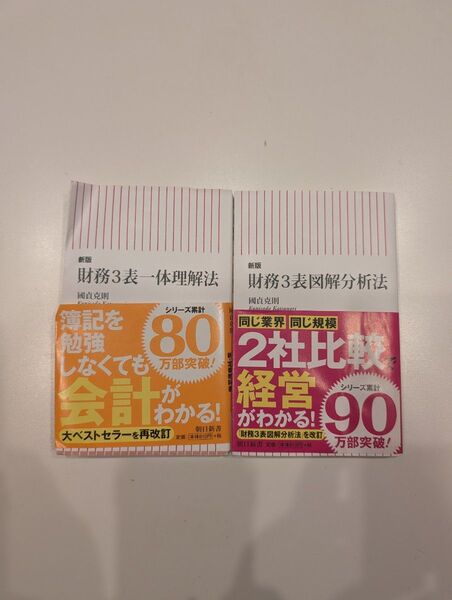 新版
財務3表一体理解法
國貞克則
簿記を
勉強
しなくても
会計が
わかる!
シリーズ累計
80
万部突破!
大ベストセラーを再改訂
朝日新書
新版
財務3表図解分析法
國貞克則
Kunisada Katsunori
同じ業界 同じ規模
2社比較で
経営
がわかる!
シリーズ累計
90
万部突破!
『財務3表図解分析法』を改訂
朝日新書